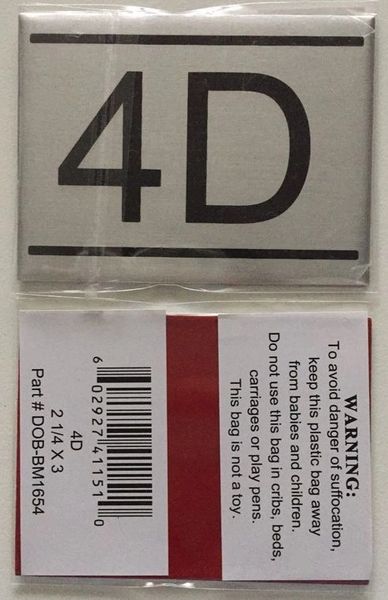 4D
WARNING:
To avoid danger of suffocation,
keep this plastic bag away
from babies and children.
Do not use this bag in cribs, beds,
carriages or play pens.
This bag is not a toy.
6 02927 41151 0
4D
2 1/4 X 3
Part # DOB-BM1654